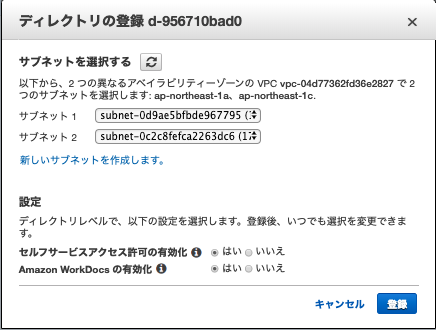 ディレクトリの登録 d-956710bad0
サブネットを選択する
以下から、2 つの異なるアベイラビリティーゾーンの VPC vpc-04d77362fd36e2827 で 2
つのサブネットを選択します: ap-northeast-1a、ap-northeast-1c.
サブネット 1 subnet-0d9ae5bfbde967795 (1
サブネット 2 subnet-0c2c8fefca2263dc6 (17
新しいサブネットを作成します。
設定
ディレクトリレベルで、以下の設定を選択します。登録後、いつでも選択を変更できま
す。
セルフサービスアクセス許可の有効化 はい いいえ
Amazon WorkDocs の有効化 はい いいえ
キャンセル 登録